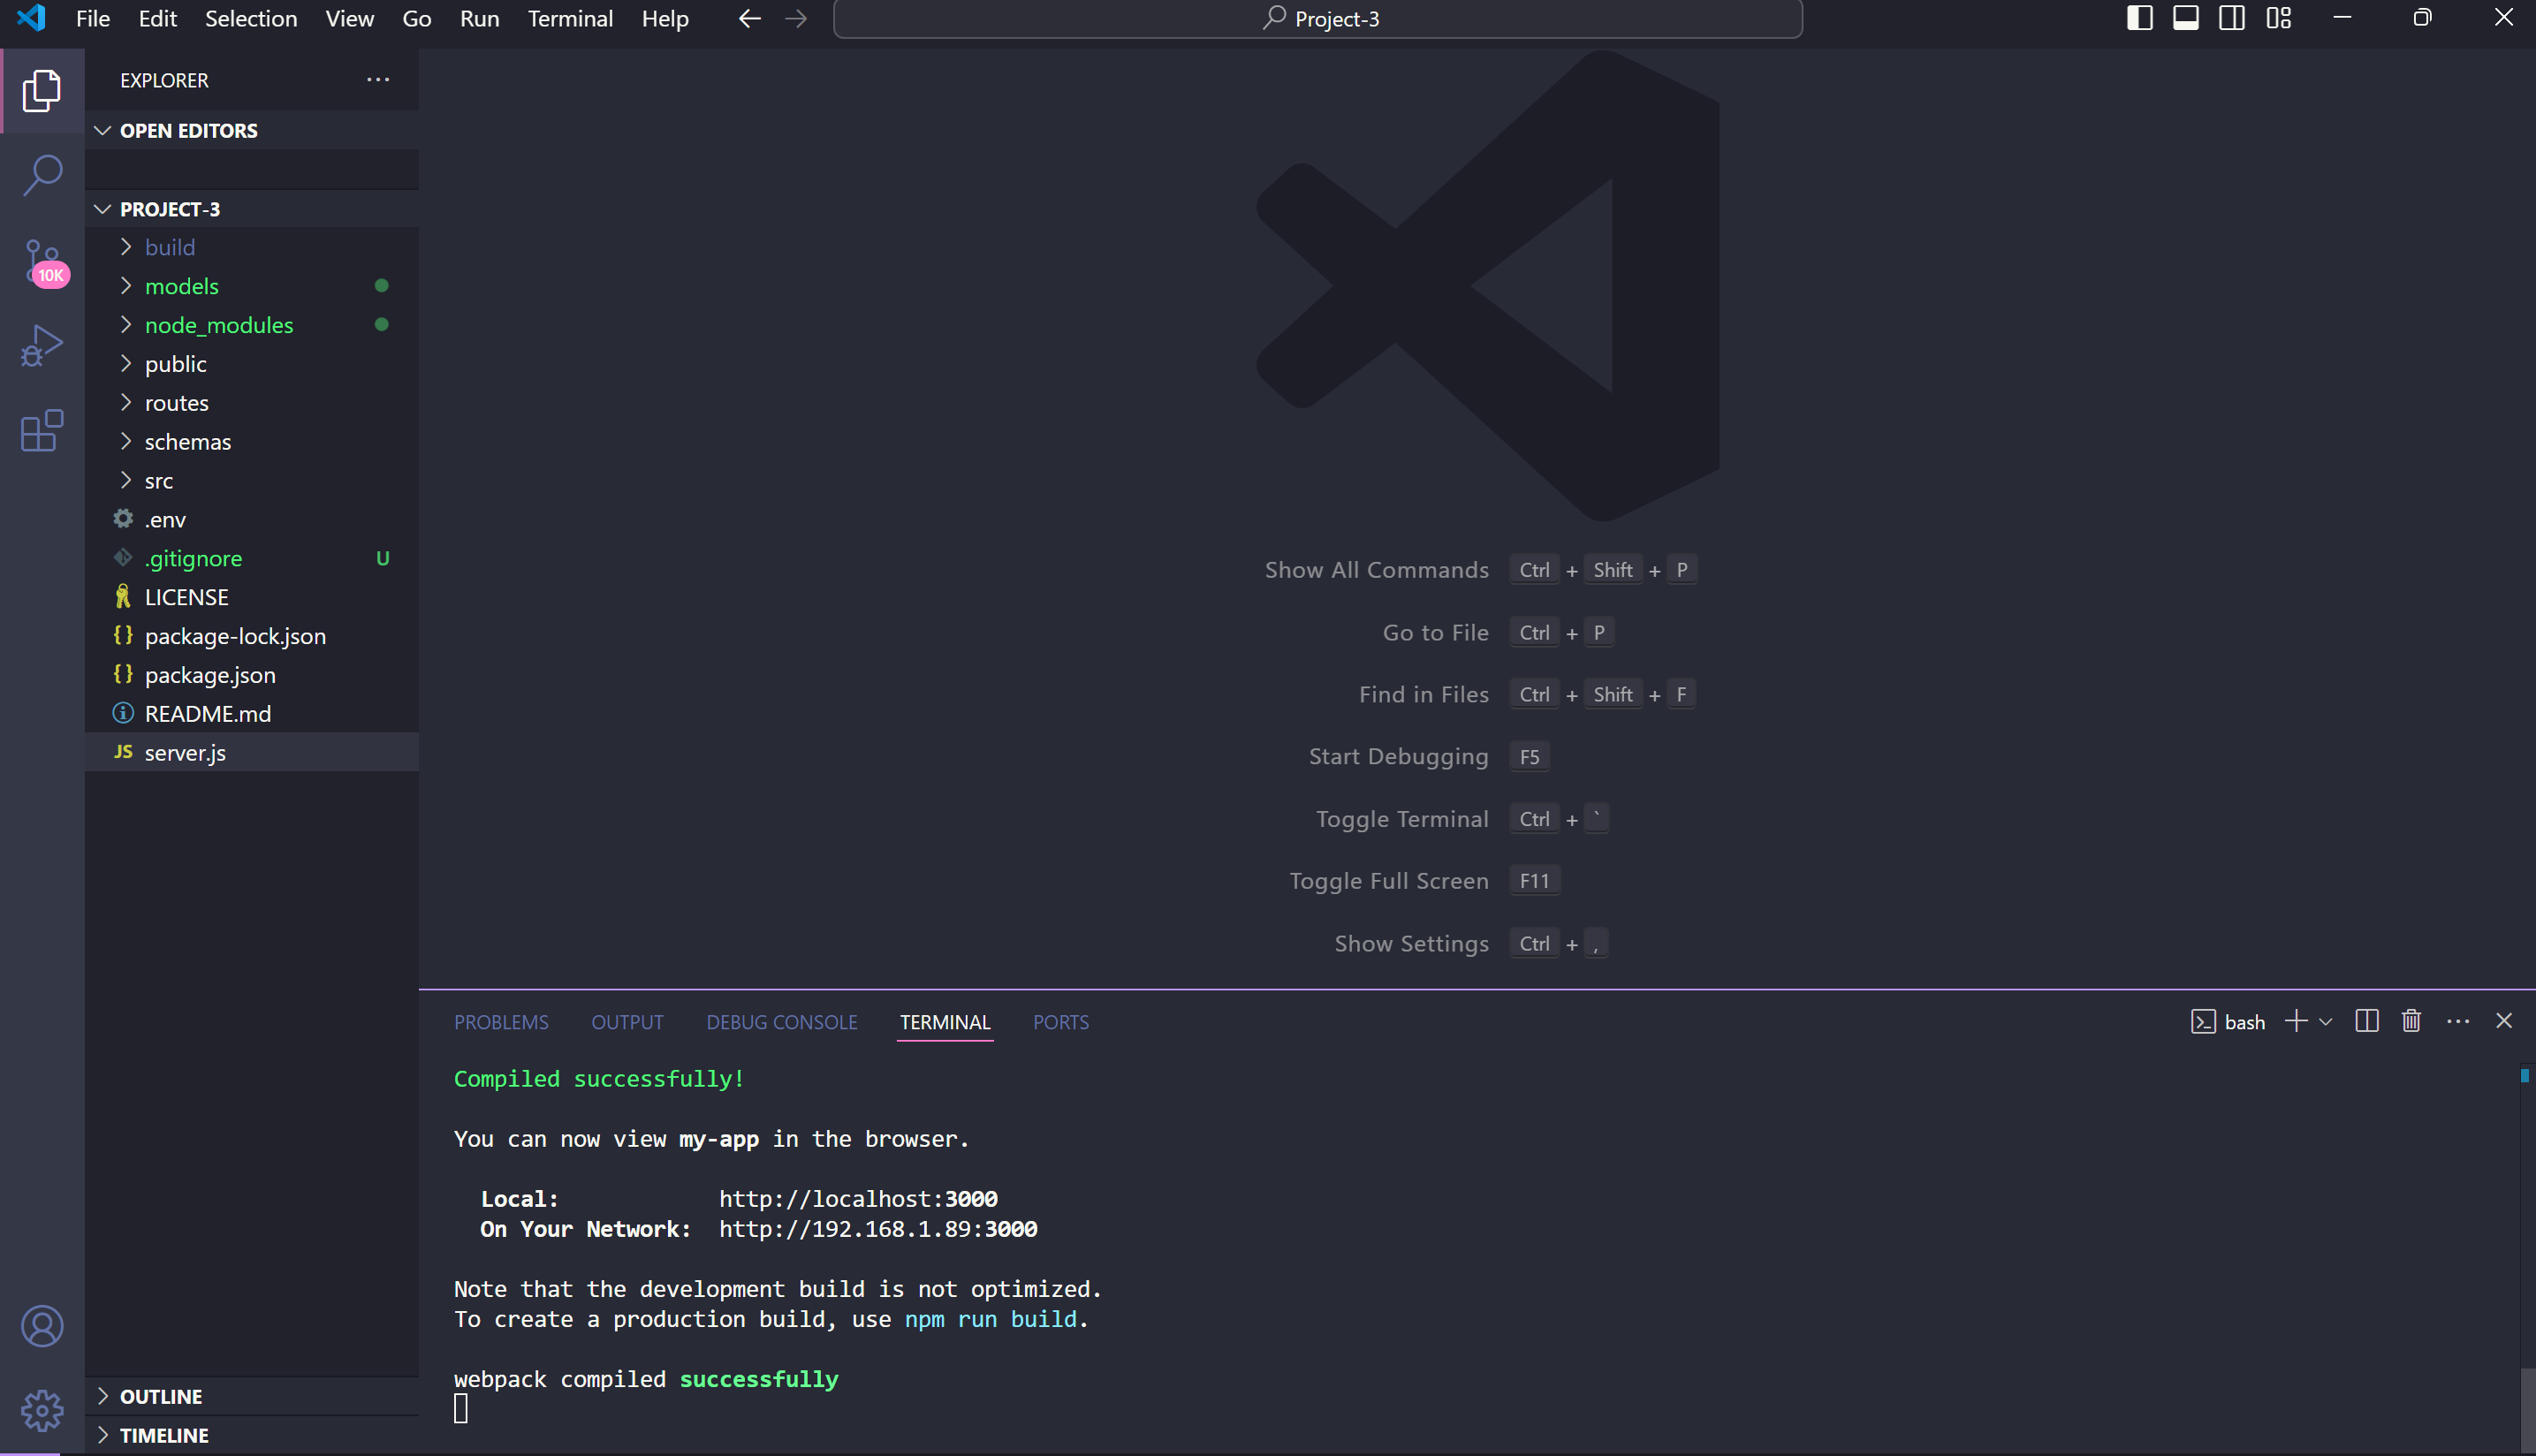 File Edit Selection View Go Run Terminal Help
Project-3
EXPLORER
OPEN EDITORS
PROJECT-3
10K
build
models
node_modules
public
routes
schemas
src
.env
.gitignore U
LICENSE
{} package-lock.json
{} package.json
README.md
JS server.js
OUTLINE
TIMELINE
Show All Commands Ctrl + Shift + P
Go to File Ctrl + P
Find in Files Ctrl + Shift + F
Start Debugging F5
Toggle Terminal Ctrl + `
Toggle Full Screen F11
Show Settings Ctrl + ,
PROBLEMS OUTPUT DEBUG CONSOLE TERMINAL PORTS
bash
Compiled successfully!
You can now view my-app in the browser.
Local: http://localhost:3000
On Your Network: http://192.168.1.89:3000
Note that the development build is not optimized.
To create a production build, use npm run build.
webpack compiled successfully